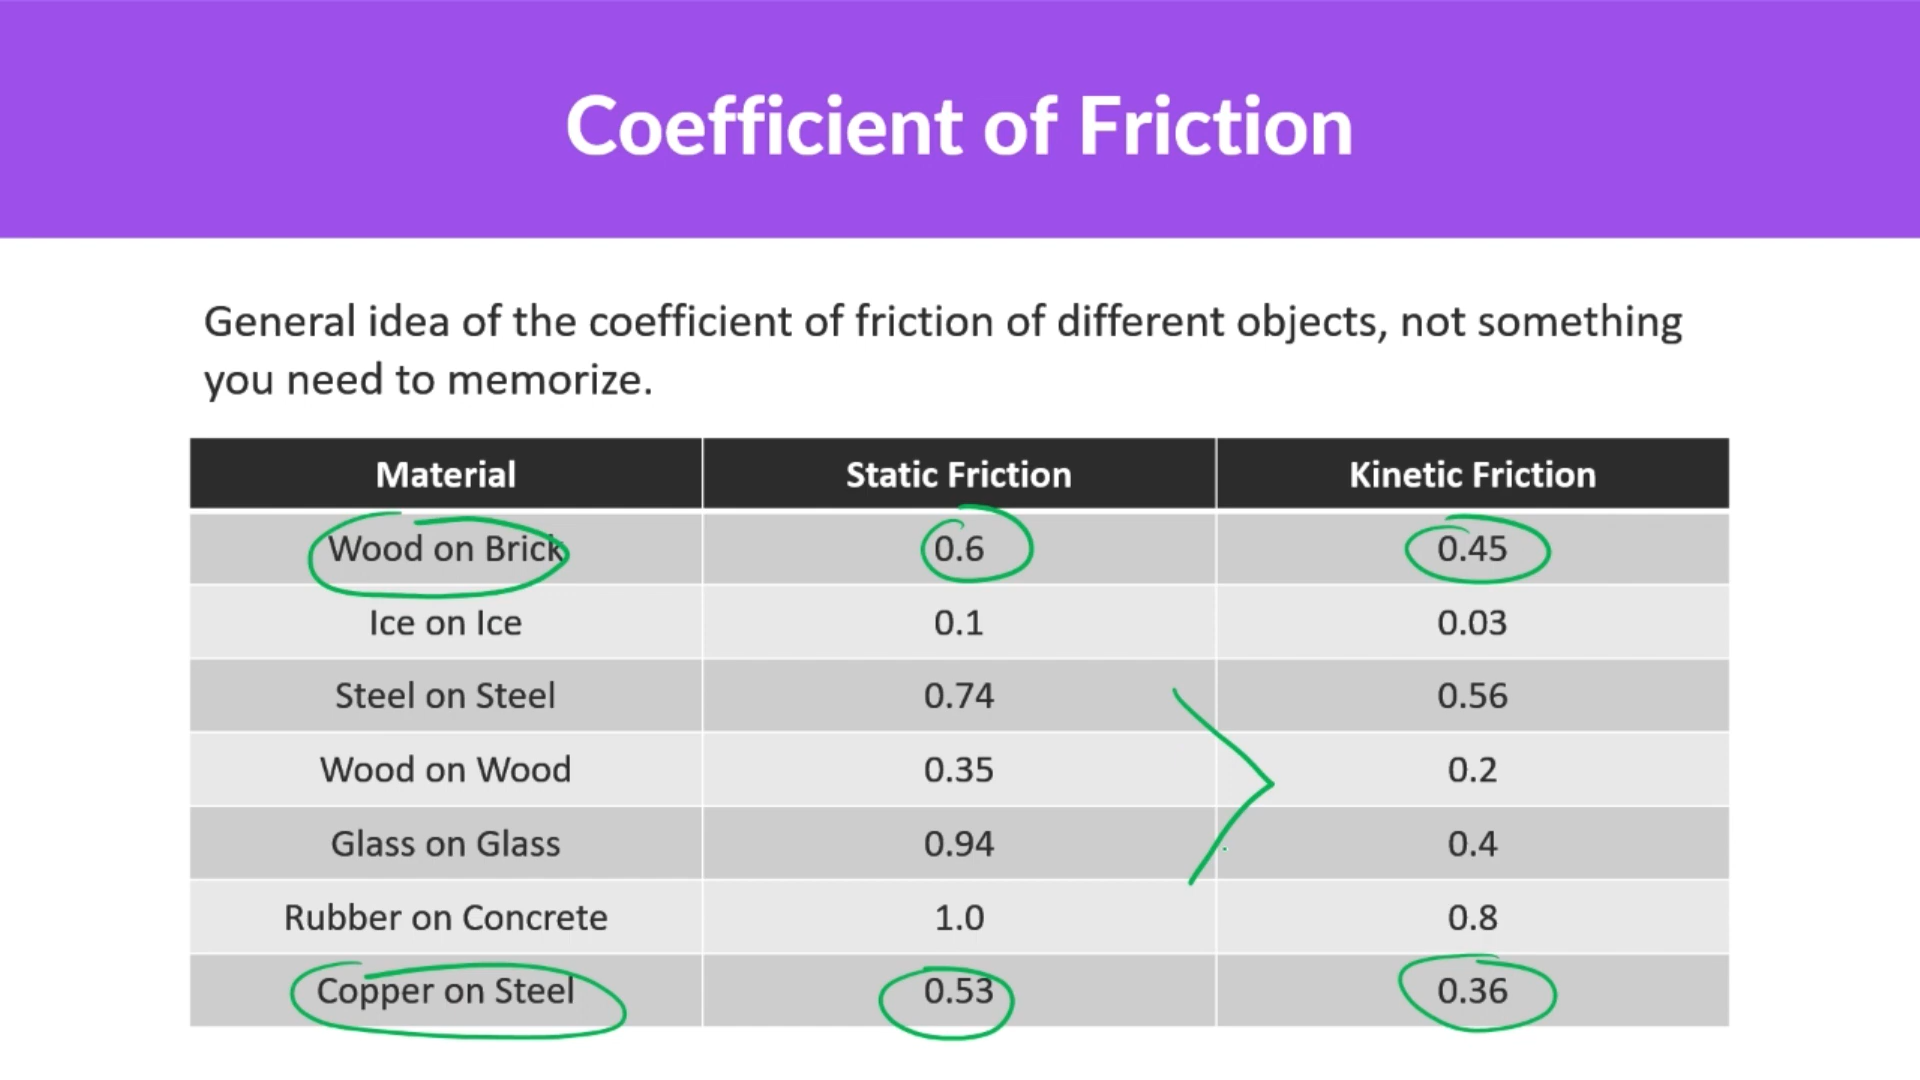 Coefficient of Friction
General idea of the coefficient of friction of different objects, not something
you need to memorize.
Material Static Friction Kinetic Friction
Wood on Brick 0.6 0.45
Ice on Ice 0.1 0.03
Steel on Steel 0.74 0.56
Wood on Wood 0.35 0.2
Glass on Glass 0.94 0.4
Rubber on Concrete 1.0 0.8
Copper on Steel 0.53 0.36